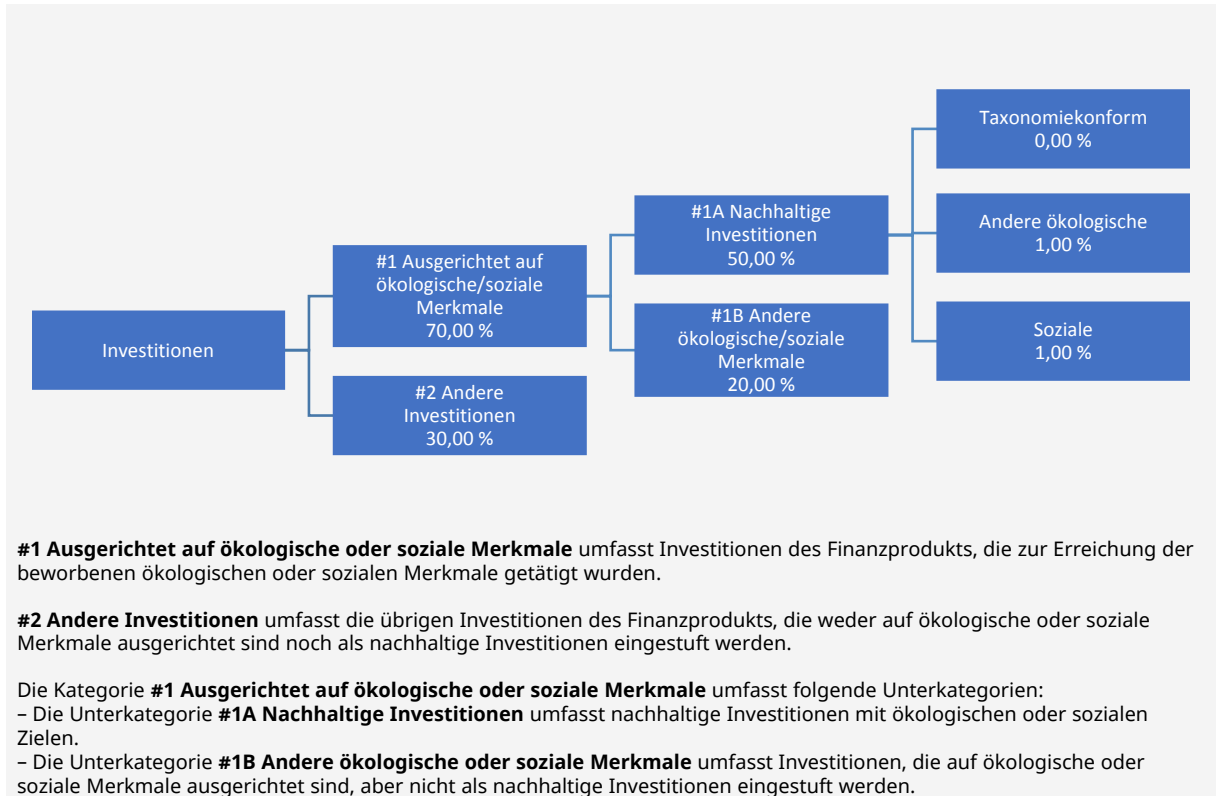 Investitionen
#1 Ausgerichtet auf
ökologische/soziale
Merkmale
70,00 %
#2 Andere
Investitionen
30,00 %
#1A Nachhaltige
Investitionen
50,00 %
#1B Andere
ökologische/soziale
Merkmale
20,00 %
Taxonomiekonform
0,00 %
Andere ökologische
1,00 %
Soziale
1,00 %
#1 Ausgerichtet auf ökologische oder soziale Merkmale umfasst Investitionen des Finanzprodukts, die zur Erreichung der
beworbenen ökologischen oder sozialen Merkmale getätigt wurden.
#2 Andere Investitionen umfasst die übrigen Investitionen des Finanzprodukts, die weder auf ökologische oder soziale
Merkmale ausgerichtet sind noch als nachhaltige Investitionen eingestuft werden.
Die Kategorie #1 Ausgerichtet auf ökologische oder soziale Merkmale umfasst folgende Unterkategorien:
– Die Unterkategorie #1A Nachhaltige Investitionen umfasst nachhaltige Investitionen mit ökologischen oder sozialen
Zielen.
– Die Unterkategorie #1B Andere ökologische oder soziale Merkmale umfasst Investitionen, die auf ökologische oder
soziale Merkmale ausgerichtet sind, aber nicht als nachhaltige Investitionen eingestuft werden.